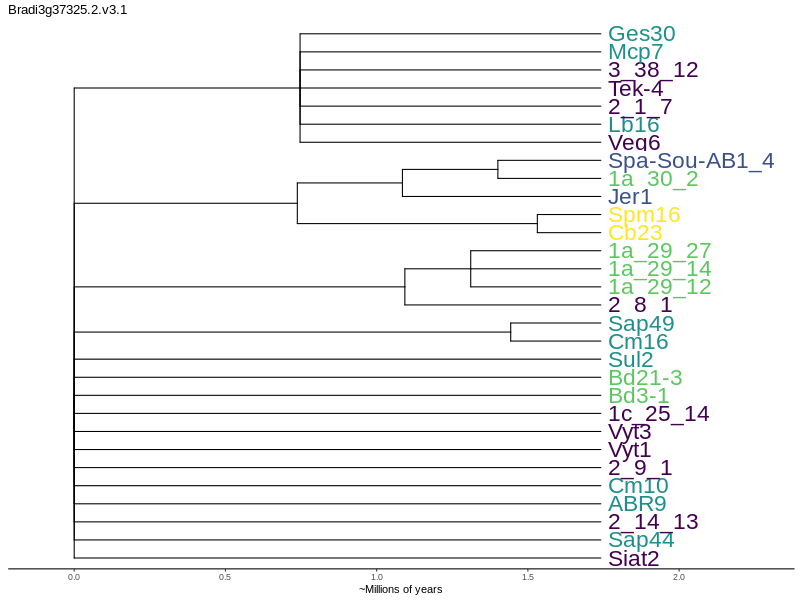 Bradi3g37325.2.v3.1
Ges30
Mcp7
3_38_12
Tek-4
2_1_7
Lb16
Veg6
Spa-Sou-AB1_4
1a_30_2
Jer1
Spm16
Cb23
1a_29_27
1a_29_14
1a_29_12
2_8_1
Sap49
Cm16
Sul2
Bd21-3
Bd3-1
1c_25_14
Vyt3
Vyt1
2_9_1
Cm10
ABR9
2_14_13
Sap44
Siat2
0.0 0.5 1.0 1.5 2.0
~Millions of years